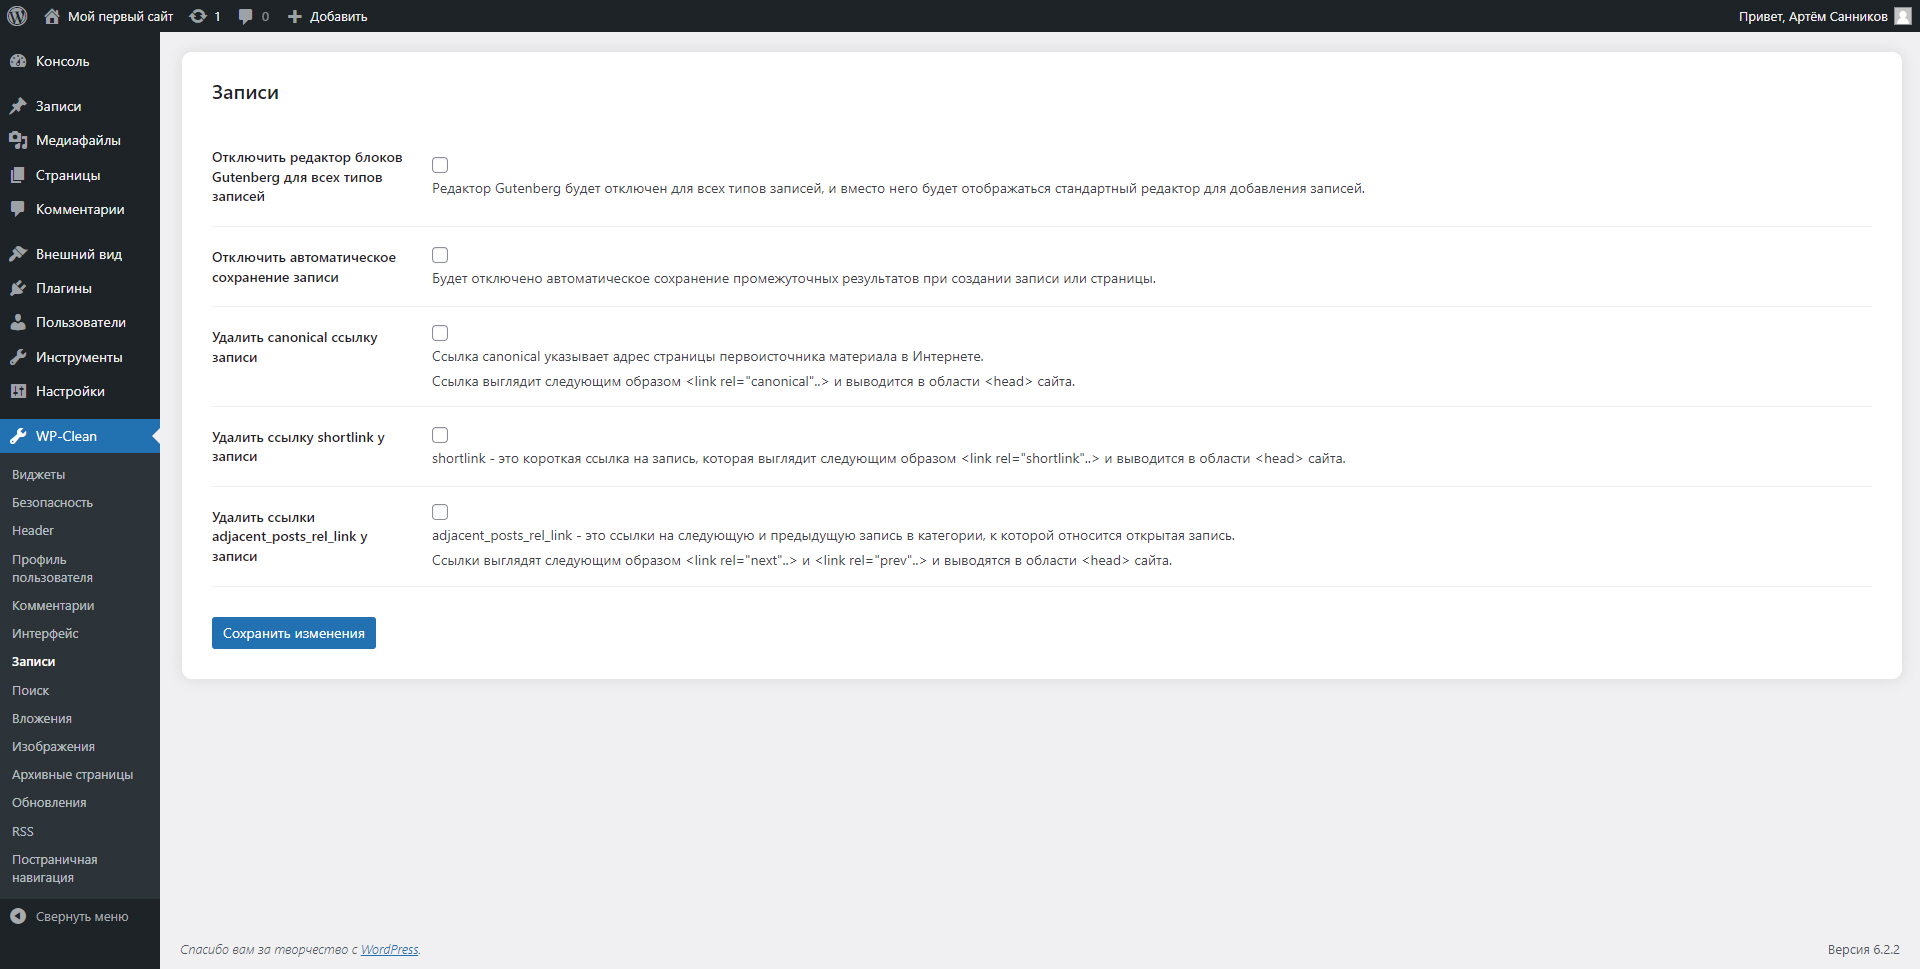 Мой первый сайт 1 0 Добавить
Привет, Артём Санников
Консоль
Записи
Медиафайлы
Страницы
Комментарии
Внешний вид
Плагины
Пользователи
Инструменты
Настройки
WP-Clean
Виджеты
Безопасность
Header
Профиль
пользователя
Комментарии
Интерфейс
Записи
Поиск
Вложения
Изображения
Архивные страницы
Обновления
RSS
Постраничная
навигация
Свернуть меню
Записи
Отключить редактор блоков
Gutenberg для всех типов
записей
Редактор Gutenberg будет отключен для всех типов записей, и вместо него будет отображаться стандартный редактор для добавления записей.
Отключить автоматическое
сохранение записи
Будет отключено автоматическое сохранение промежуточных результатов при создании записи или страницы.
Удалить canonical ссылку
записи
Ссылка canonical указывает адрес страницы первоисточника материала в Интернете.
Ссылка выглядит следующим образом <link rel="canonical"..> и выводится в области <head> сайта.
Удалить ссылку shortlink у
записи
shortlink - это короткая ссылка на запись, которая выглядит следующим образом <link rel="shortlink"..> и выводится в области <head> сайта.
Удалить ссылки
adjacent_posts_rel_link у
записи
adjacent_posts_rel_link - это ссылки на следующую и предыдущую запись в категории, к которой относится открытая запись.
Ссылки выглядят следующим образом <link rel="next"..> и <link rel="prev"..> и выводятся в области <head> сайта.
Сохранить изменения
Спасибо вам за творчество с WordPress.
Версия 6.2.2